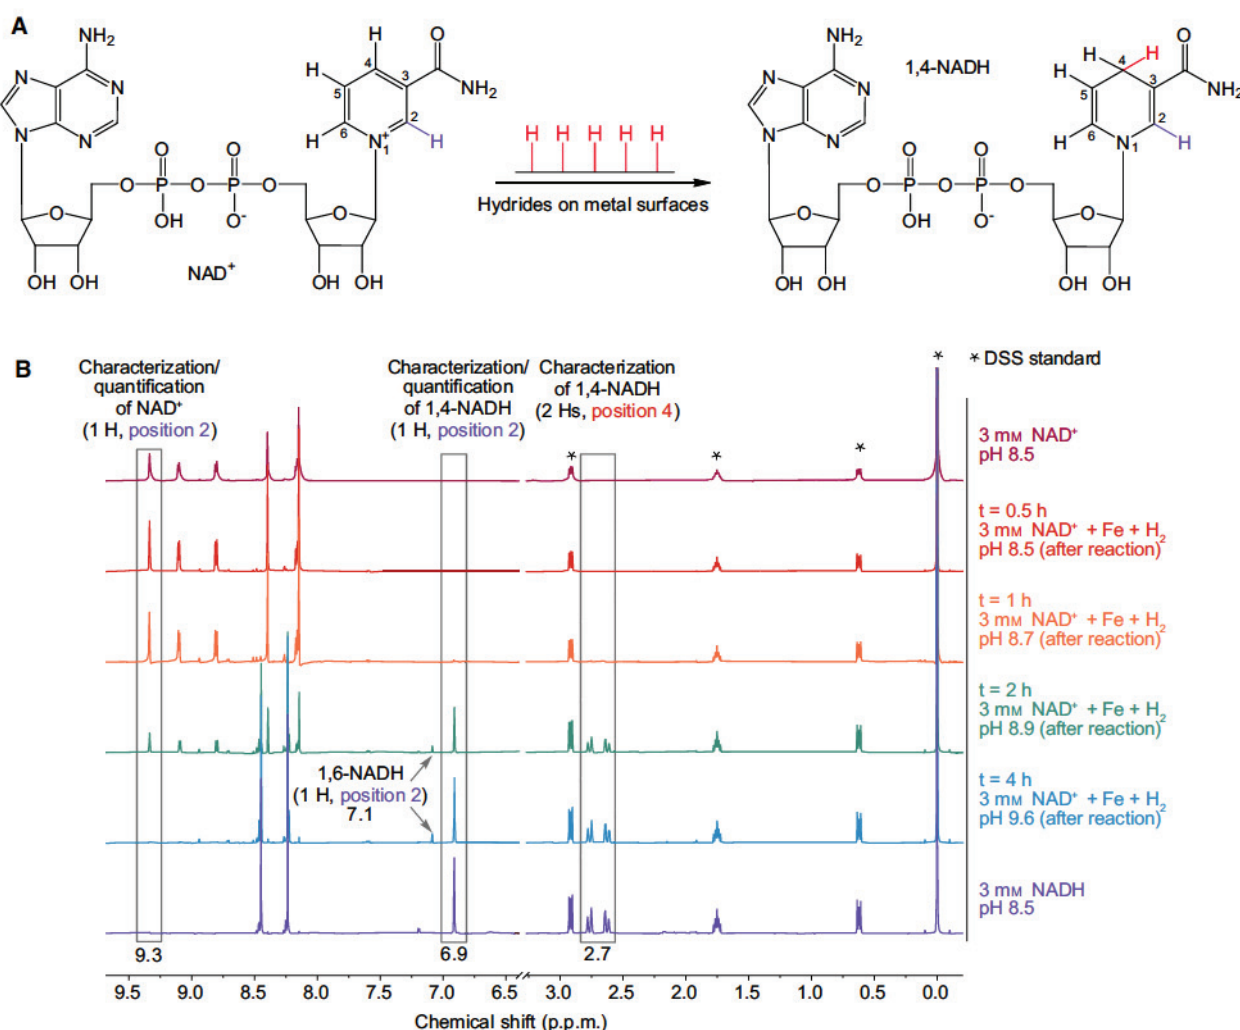 A
NH₂
N
N
N
N
H
H
4
O
5
3
NH₂
H
6
2
N⁺
1
H
O
O
O
P
O
P
O
OH
O⁻
O
O
OH
OH
OH
OH
NAD⁺
H H H H H
Hydrides on metal surfaces
1,4-NADH
NH₂
N
N
N
N
H
H
4
O
H
5
3
NH₂
H
6
2
N
1
H
O
O
O
P
O
P
O
OH
O⁻
O
O
OH
OH
OH
OH
B
Characterization/
quantification
of NAD⁺
(1 H, position 2)
Characterization/
quantification
of 1,4-NADH
(1 H, position 2)
Characterization
of 1,4-NADH
(2 Hs, position 4)
*
* DSS standard
*
*
*
3 mM NAD⁺
pH 8.5
t = 0.5 h
3 mM NAD⁺ + Fe + H₂
pH 8.5 (after reaction)
t = 1 h
3 mM NAD⁺ + Fe + H₂
pH 8.7 (after reaction)
t = 2 h
3 mM NAD⁺ + Fe + H₂
pH 8.9 (after reaction)
1,6-NADH
(1 H, position 2)
7.1
t = 4 h
3 mM NAD⁺ + Fe + H₂
pH 9.6 (after reaction)
3 mM NADH
pH 8.5
9.3
6.9
2.7
9.5 9.0 8.5 8.0 7.5 7.0 6.5 3.0 2.5 2.0 1.5 1.0 0.5 0.0
Chemical shift (p.p.m.)